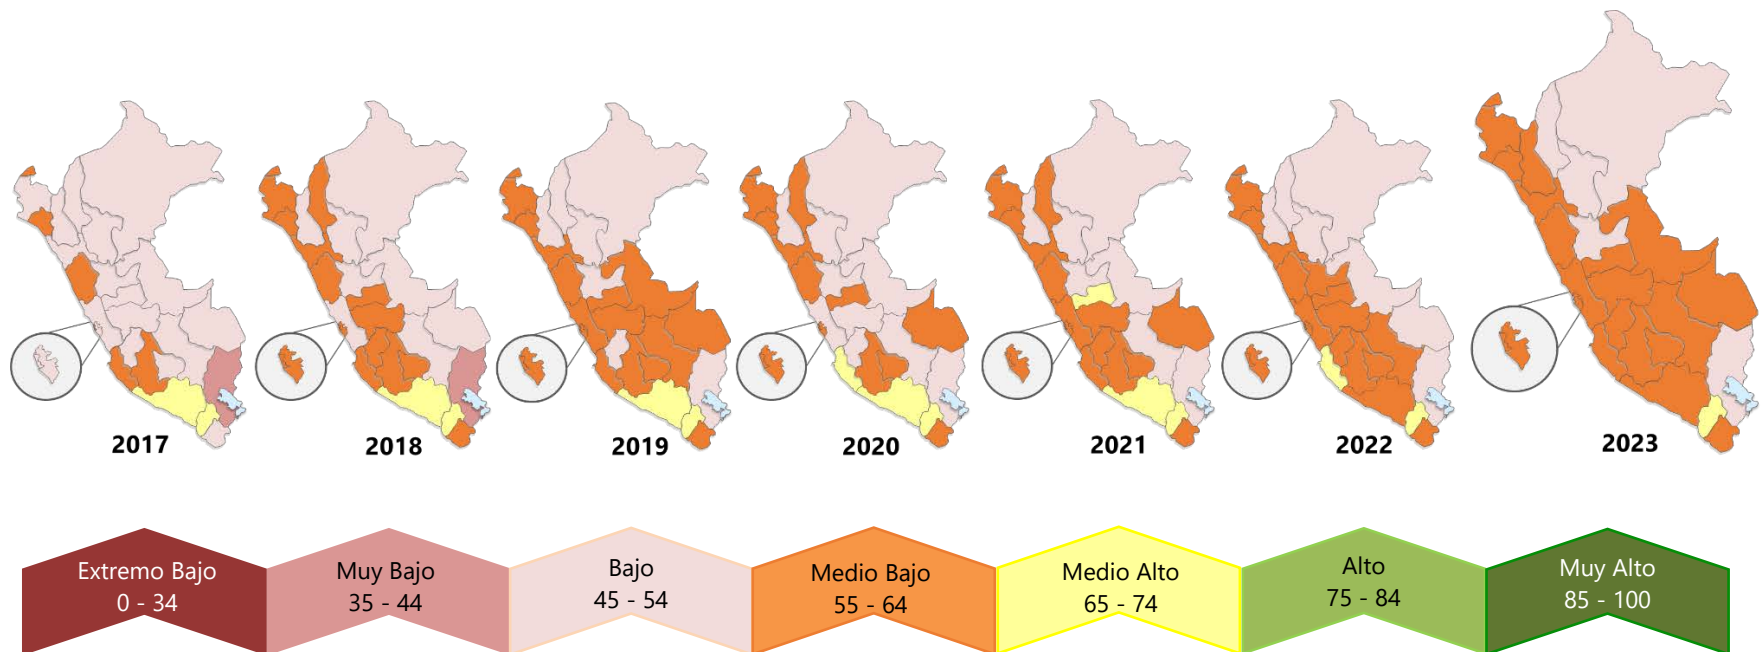 2017
2018
2019
2020
2021
2022
2023
Extremo Bajo
0 - 34
Muy Bajo
35 - 44
Bajo
45 - 54
Medio Bajo
55 - 64
Medio Alto
65 - 74
Alto
75 - 84
Muy Alto
85 - 100